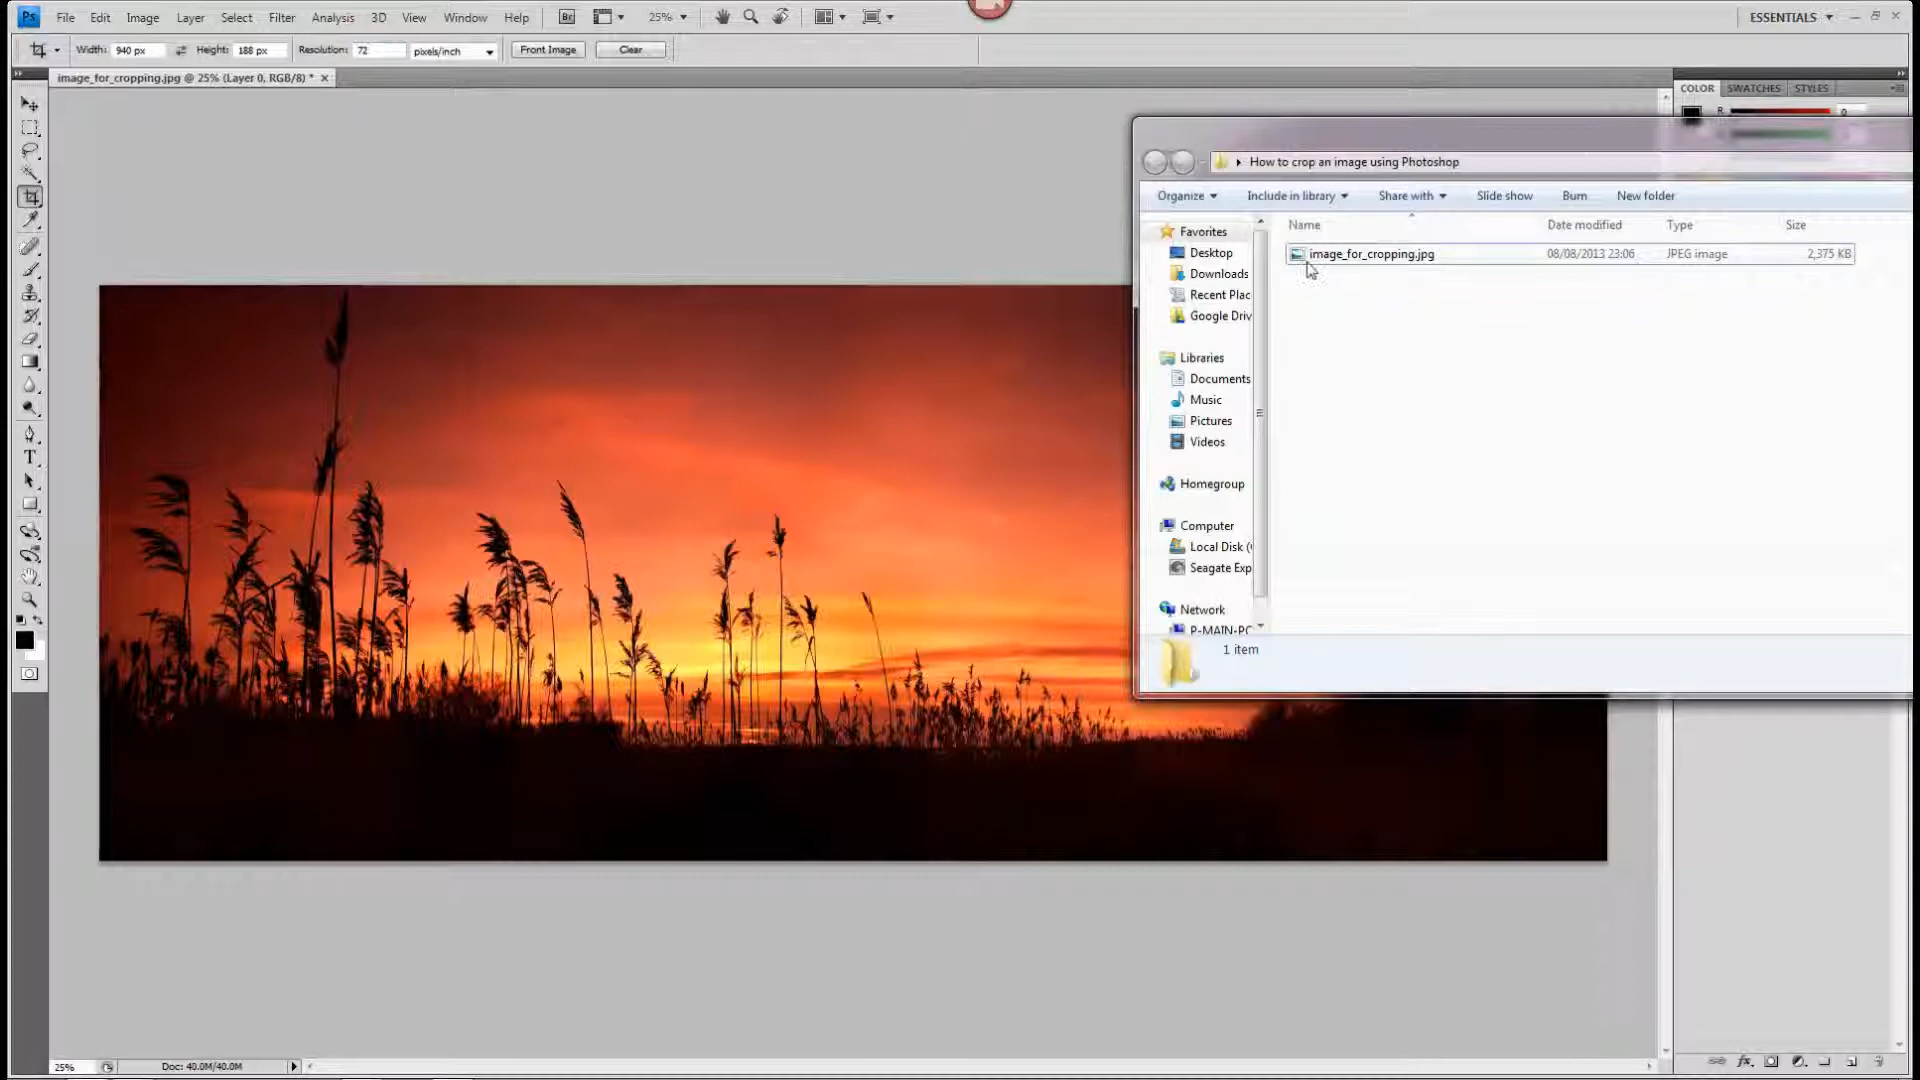 Ps File Edit Image Layer Select Filter Analysis 3D View Window Help Br 25% ESSENTIALS
Width: 940 px Height: 188 px Resolution: 72 pixels/inch Front Image Clear
image_for_cropping.jpg @ 25% (Layer 0, RGB/8) *
COLOR SWATCHES STYLES
R 0
How to crop an image using Photoshop
Organize Include in library Share with Slide show Burn New folder
Name Date modified Type Size
Favorites
image_for_cropping.jpg 08/08/2013 23:06 JPEG image 2,375 KB
Desktop
Downloads
Recent Plac
Google Driv
Libraries
Documents
Music
Pictures
Videos
Homegroup
Computer
Local Disk (
Seagate Exp
Network
P-MAIN-PC
1 item
T
fx
25% Doc: 40.0M/40.0M